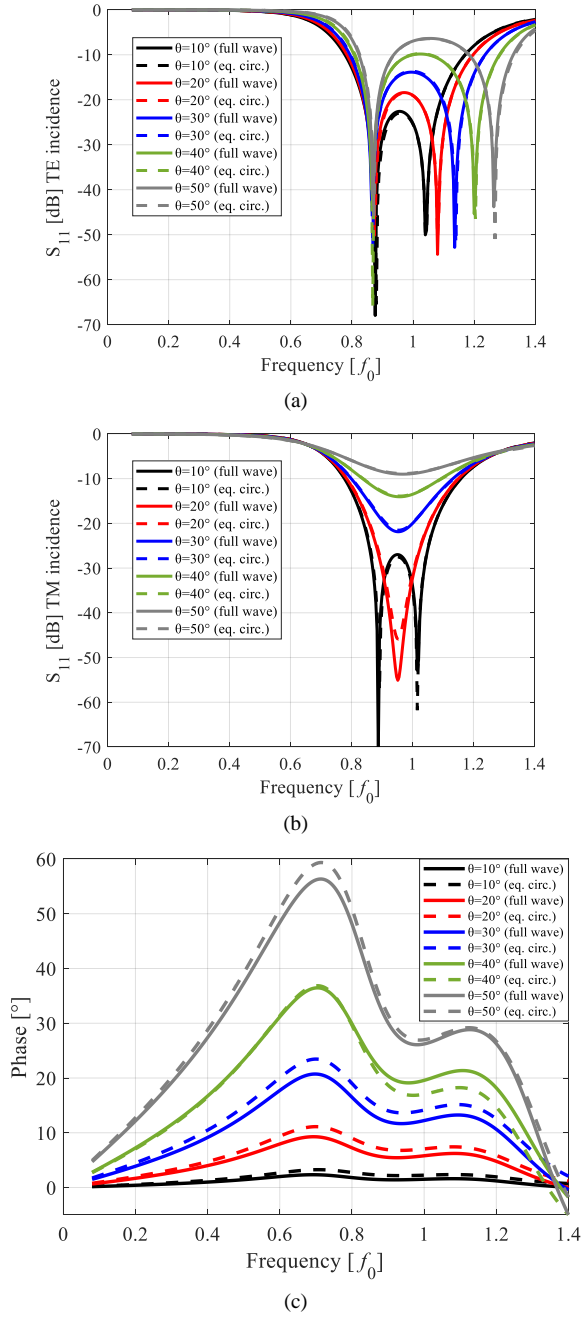 0
-10
-20
-30
-40
-50
-60
-70
S11 [dB] TE incidence
θ=10° (full wave)
θ=10° (eq. circ.)
θ=20° (full wave)
θ=20° (eq. circ.)
θ=30° (full wave)
θ=30° (eq. circ.)
θ=40° (full wave)
θ=40° (eq. circ.)
θ=50° (full wave)
θ=50° (eq. circ.)
0 0.2 0.4 0.6 0.8 1 1.2 1.4
Frequency [f0]
(a)
0
-10
-20
-30
-40
-50
-60
-70
S11 [dB] TM incidence
θ=10° (full wave)
θ=10° (eq. circ.)
θ=20° (full wave)
θ=20° (eq. circ.)
θ=30° (full wave)
θ=30° (eq. circ.)
θ=40° (full wave)
θ=40° (eq. circ.)
θ=50° (full wave)
θ=50° (eq. circ.)
0 0.2 0.4 0.6 0.8 1 1.2 1.4
Frequency [f0]
(b)
60
50
40
30
20
10
0
Phase [°]
θ=10° (full wave)
θ=10° (eq. circ.)
θ=20° (full wave)
θ=20° (eq. circ.)
θ=30° (full wave)
θ=30° (eq. circ.)
θ=40° (full wave)
θ=40° (eq. circ.)
θ=50° (full wave)
θ=50° (eq. circ.)
0 0.2 0.4 0.6 0.8 1 1.2 1.4
Frequency [f0]
(c)